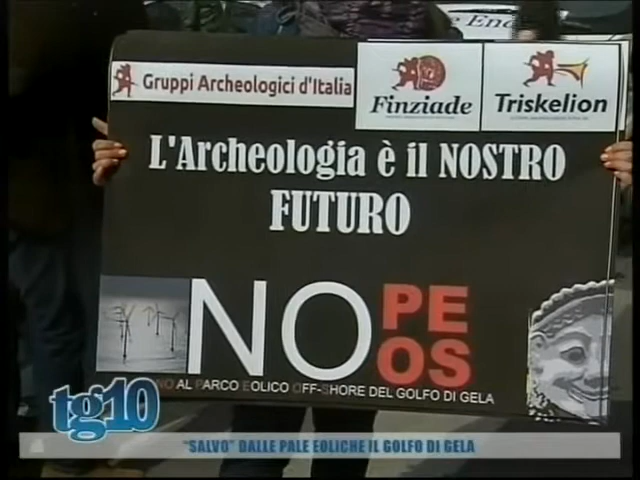 Gruppi Archeologici d'Italia
Finziade
Triskelion
L'Archeologia è il NOSTRO
FUTURO
NO PE
OS
NO AL PARCO EOLICO OFF-SHORE DEL GOLFO DI GELA
tg10
"SALVO" DALLE PALE EOLICHE IL GOLFO DI GELA